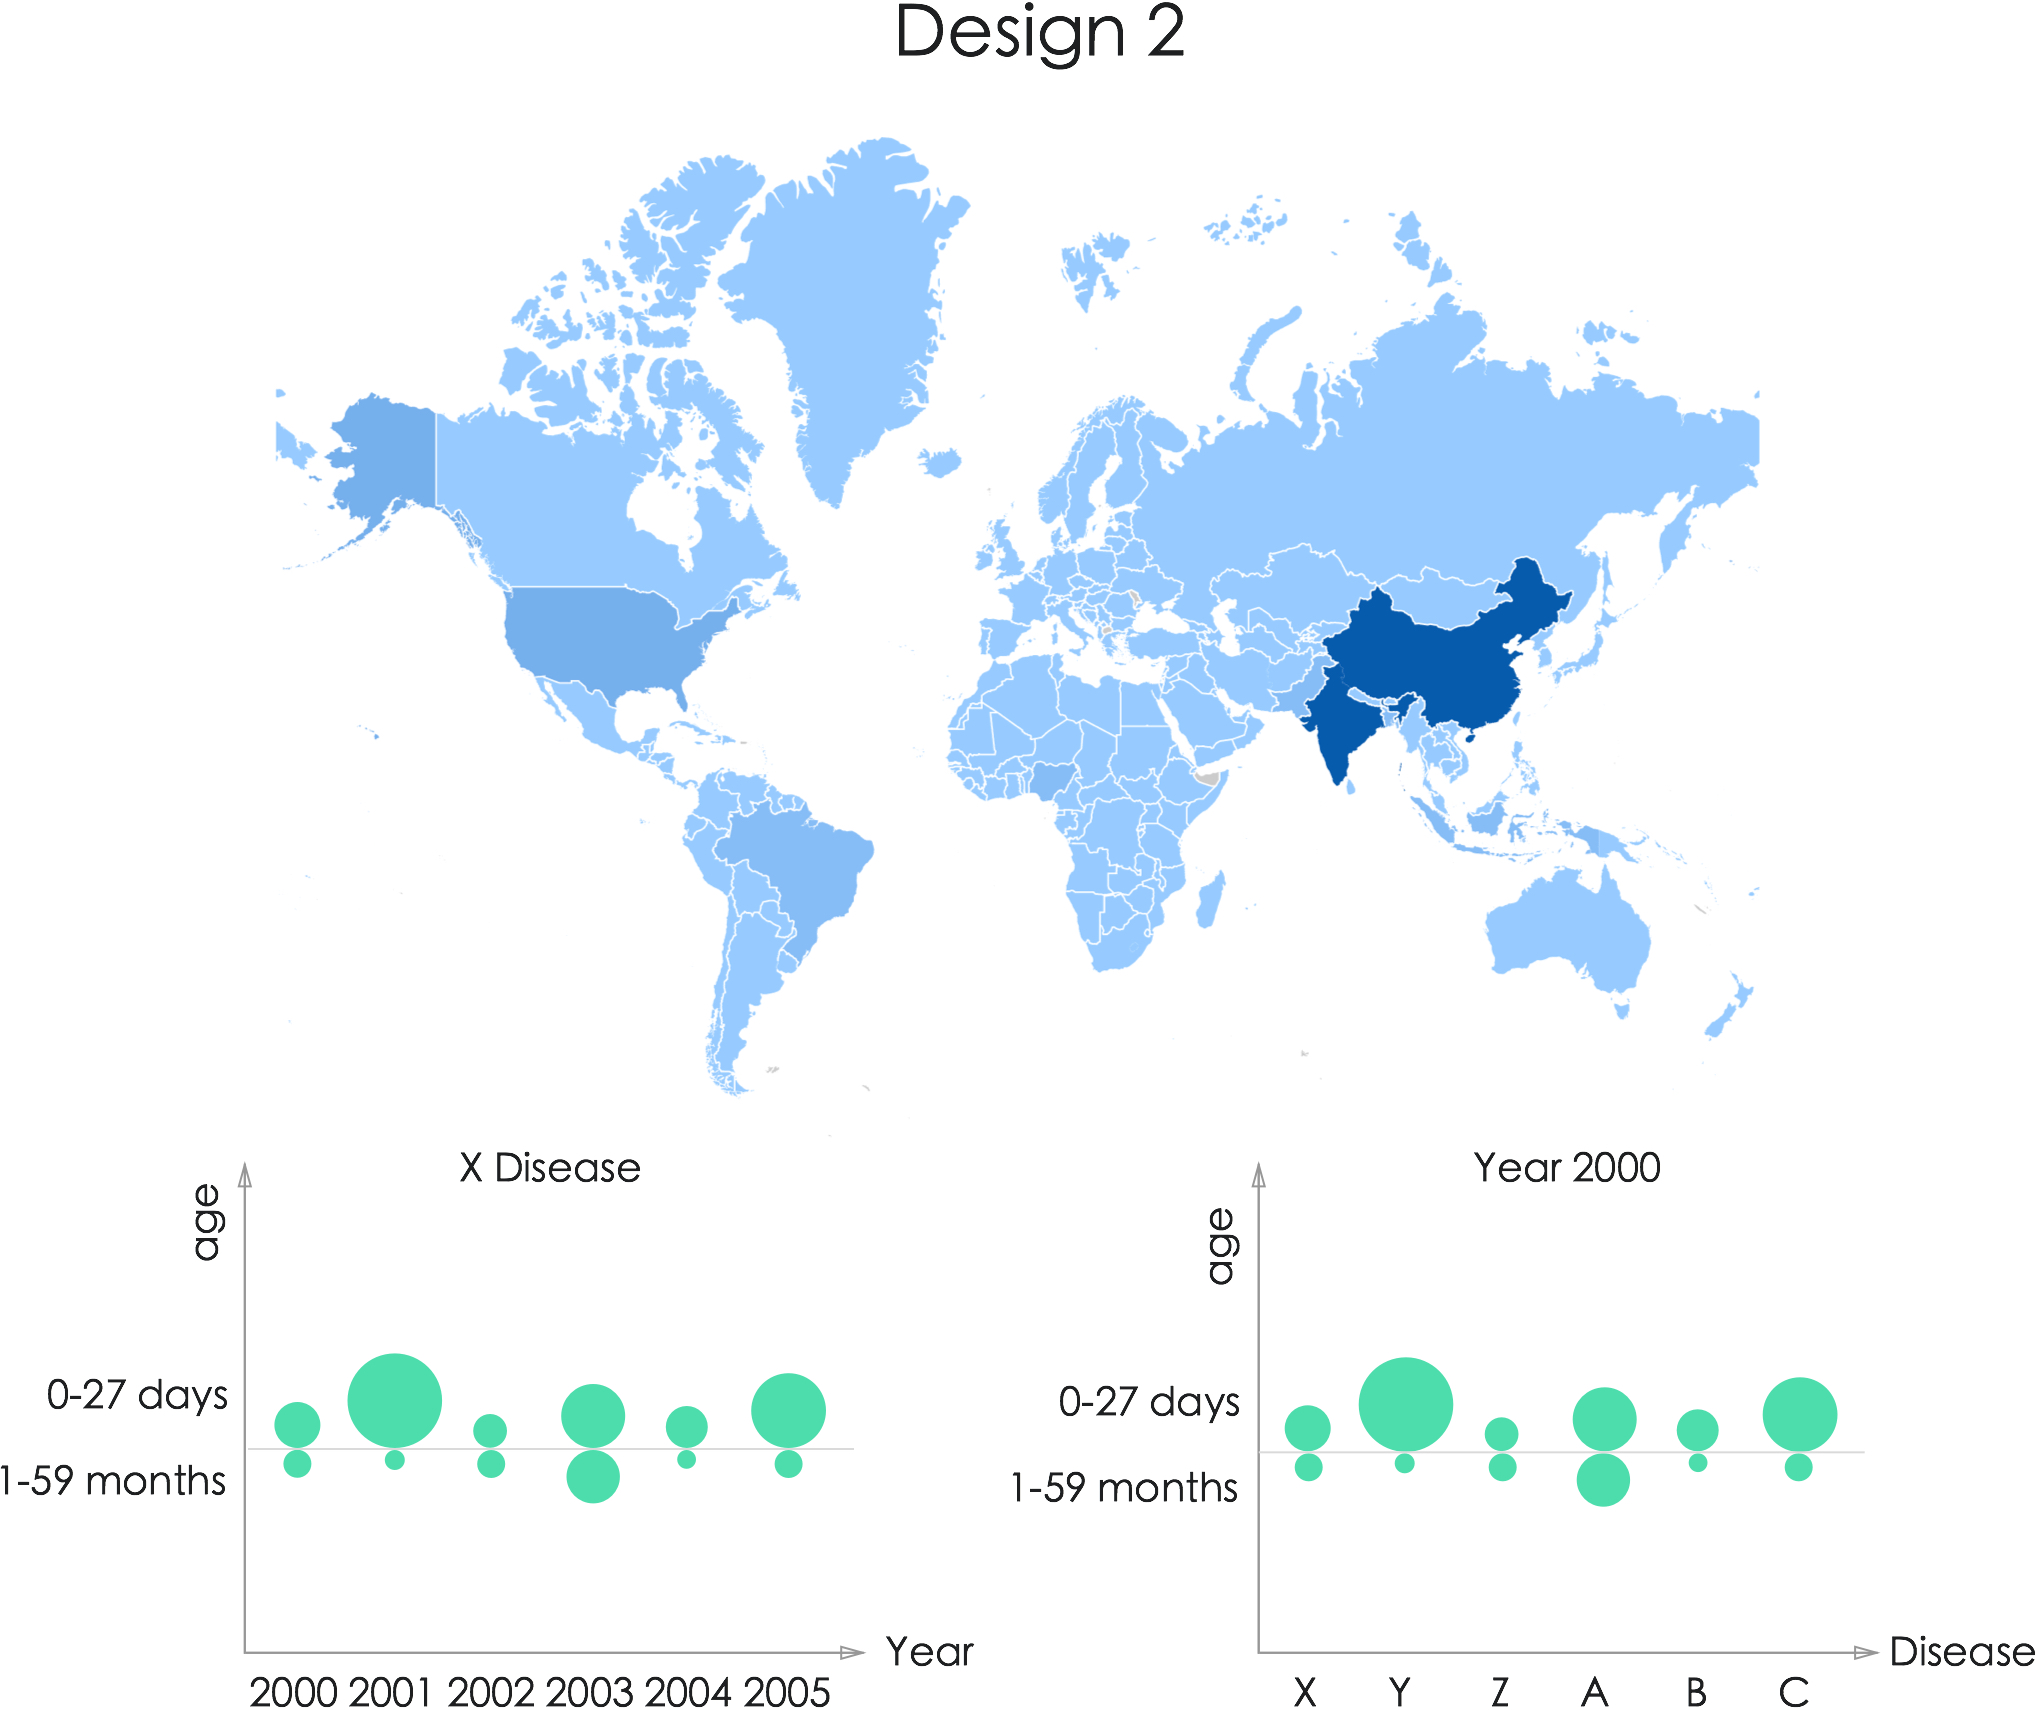 Design 2
X Disease
age
0-27 days
1-59 months
Year
2000 2001 2002 2003 2004 2005
Year 2000
age
0-27 days
1-59 months
Disease
X Y Z A B C